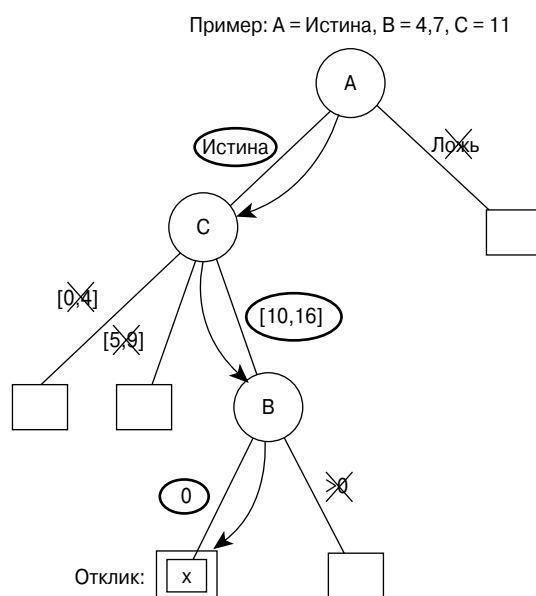 Пример: A = Истина, B = 4,7, C = 11
A
Истина
Ложь
C
[0,4]
[5,9]
[10,16]
B
0
>0
Отклик:
x